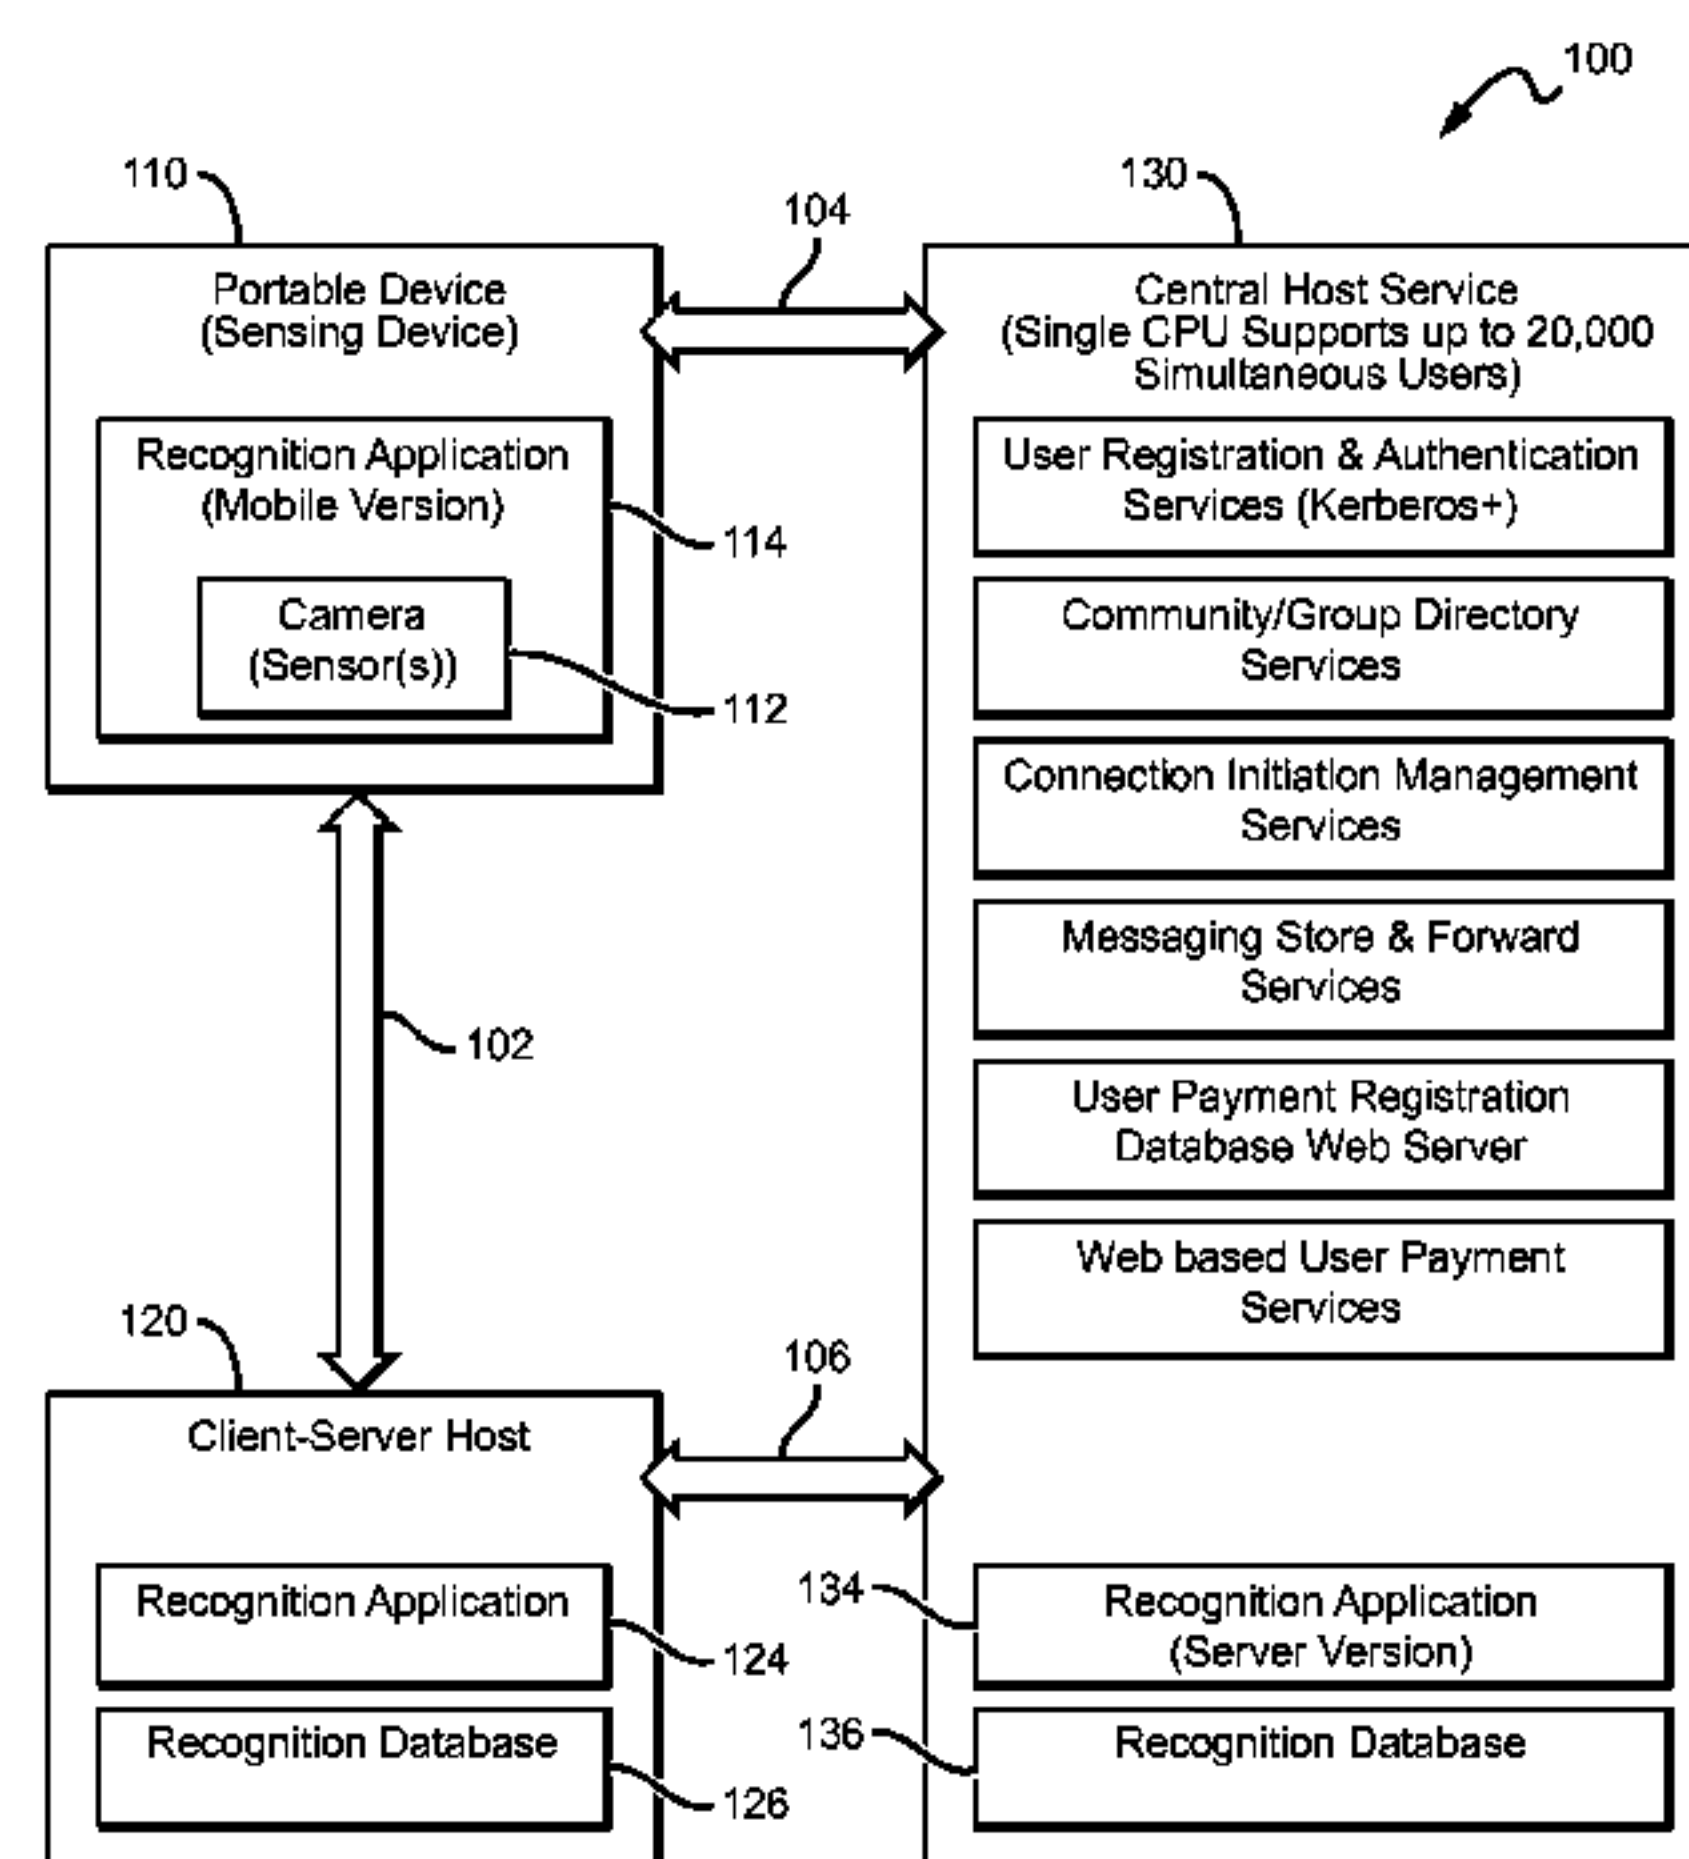 100
110
130
104
Portable Device
(Sensing Device)
Recognition Application
(Mobile Version)
114
Camera
(Sensor(s))
112
102
120
Client-Server Host
106
Recognition Application
124
Recognition Database
126
Central Host Service
(Single CPU Supports up to 20,000
Simultaneous Users)
User Registration & Authentication
Services (Kerberos+)
Community/Group Directory
Services
Connection Initiation Management
Services
Messaging Store & Forward
Services
User Payment Registration
Database Web Server
Web based User Payment
Services
134
Recognition Application
(Server Version)
136
Recognition Database